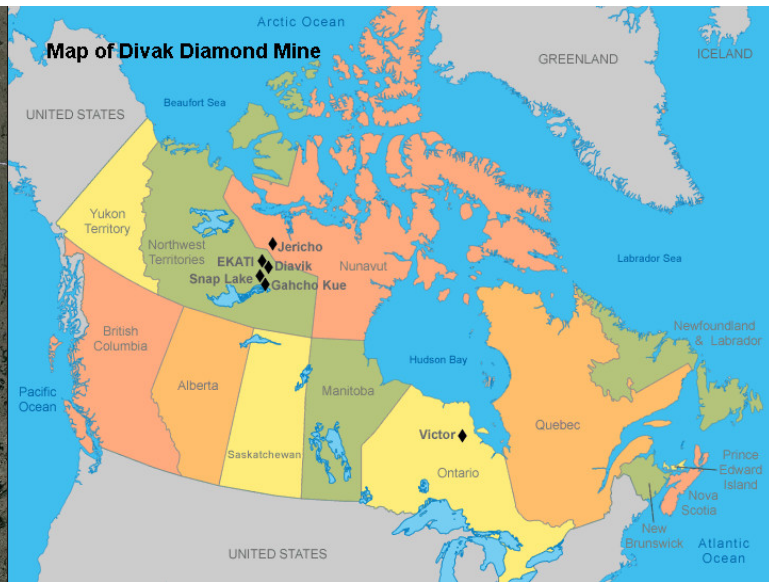 Arctic Ocean
Map of Divak Diamond Mine
GREENLAND
ICELAND
Beaufort Sea
UNITED STATES
Yukon
Territory
Northwest
Territories
Jericho
EKATI
Diavik
Nunavut
Snap Lake
Gahcho Kue
Labrador Sea
British
Columbia
Newfoundland
& Labrador
Hudson Bay
Pacific
Ocean
Alberta
Manitoba
Saskatchewan
Victor
Quebec
Ontario
Prince
Edward
Island
Nova
Scotia
New
Brunswick
Atlantic
Ocean
UNITED STATES